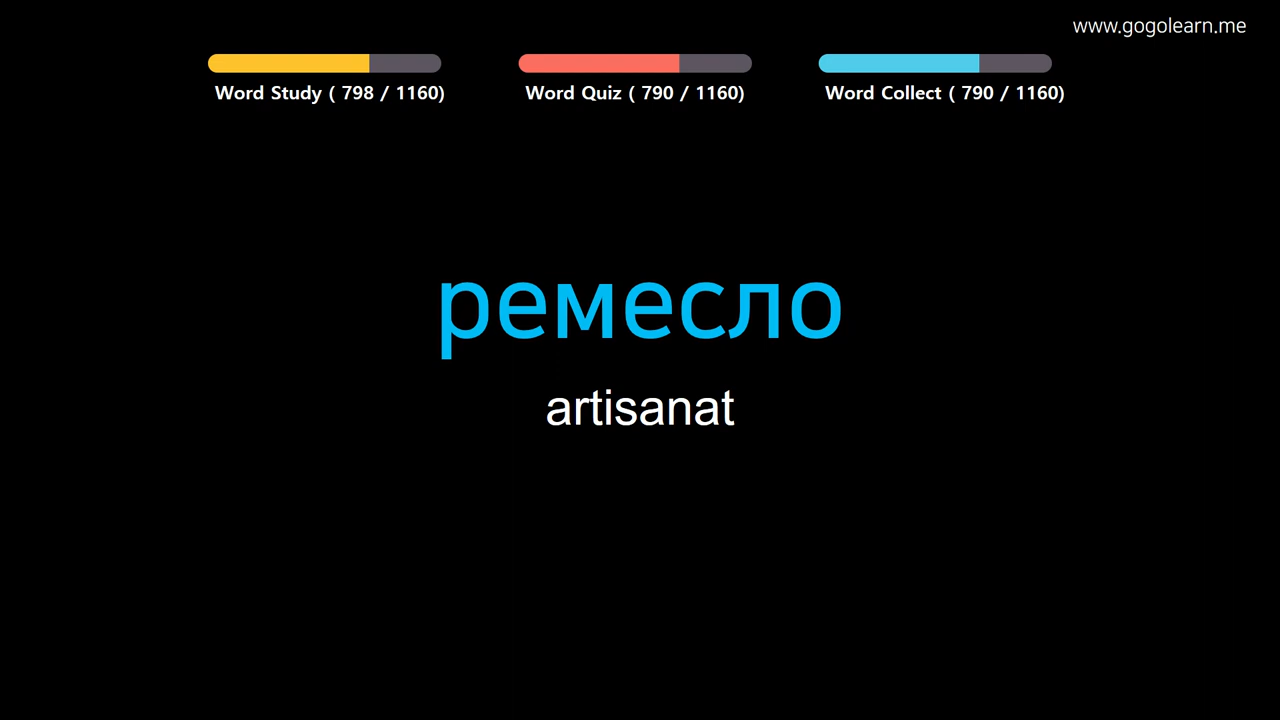 www.gogolearn.me
Word Study ( 798 / 1160)
Word Quiz ( 790 / 1160)
Word Collect ( 790 / 1160)
ремесло
artisanat